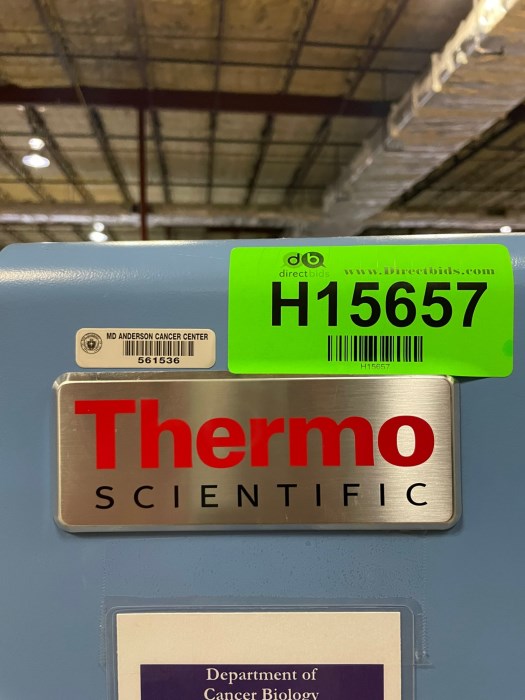 db
directbids
www.Directbids.com
H15657
H15657
MD ANDERSON CANCER CENTER
561536
Thermo
SCIENTIFIC
Department of
Cancer Biology